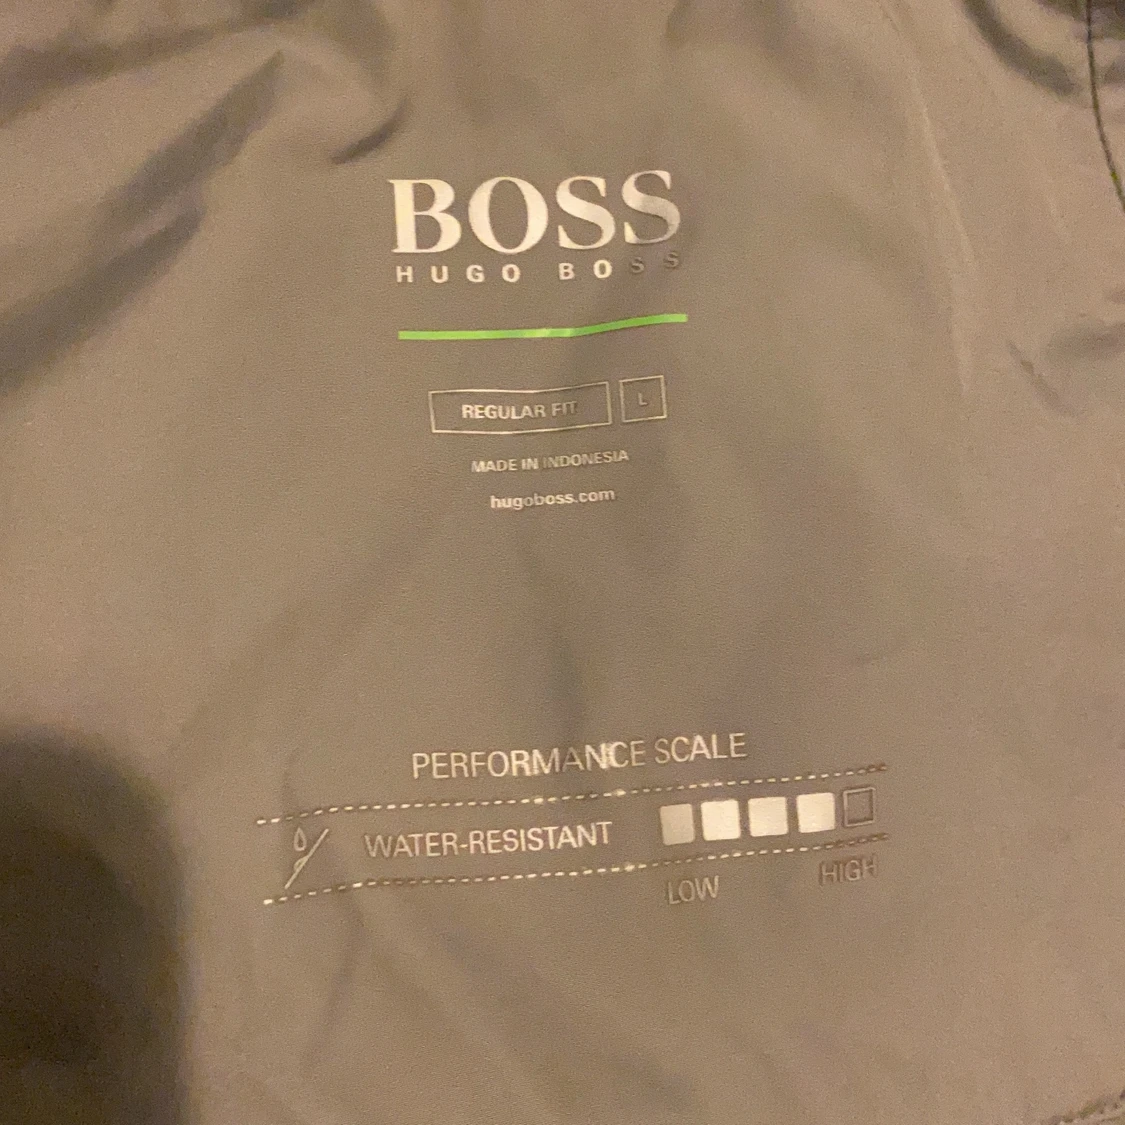 BOSS
HUGO BOSS
REGULAR FIT L
MADE IN INDONESIA
hugoboss.com
PERFORMANCE SCALE
WATER-RESISTANT
LOW HIGH